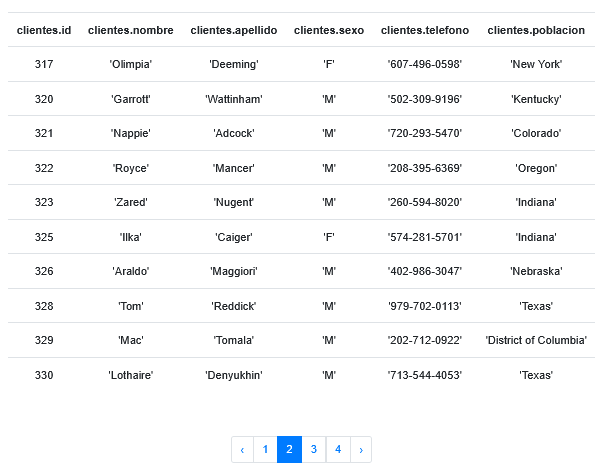 clientes.id clientes.nombre clientes.apellido clientes.sexo clientes.telefono clientes.poblacion
317 'Olimpia' 'Deeming' 'F' '607-496-0598' 'New York'
320 'Garrott' 'Wattinham' 'M' '502-309-9196' 'Kentucky'
321 'Nappie' 'Adcock' 'M' '720-293-5470' 'Colorado'
322 'Royce' 'Mancer' 'M' '208-395-6369' 'Oregon'
323 'Zared' 'Nugent' 'M' '260-594-8020' 'Indiana'
325 'Ilka' 'Caiger' 'F' '574-281-5701' 'Indiana'
326 'Araldo' 'Maggiori' 'M' '402-986-3047' 'Nebraska'
328 'Tom' 'Reddick' 'M' '979-702-0113' 'Texas'
329 'Mac' 'Tomala' 'M' '202-712-0922' 'District of Columbia'
330 'Lothaire' 'Denyukhin' 'M' '713-544-4053' 'Texas'
‹ 1 2 3 4 ›